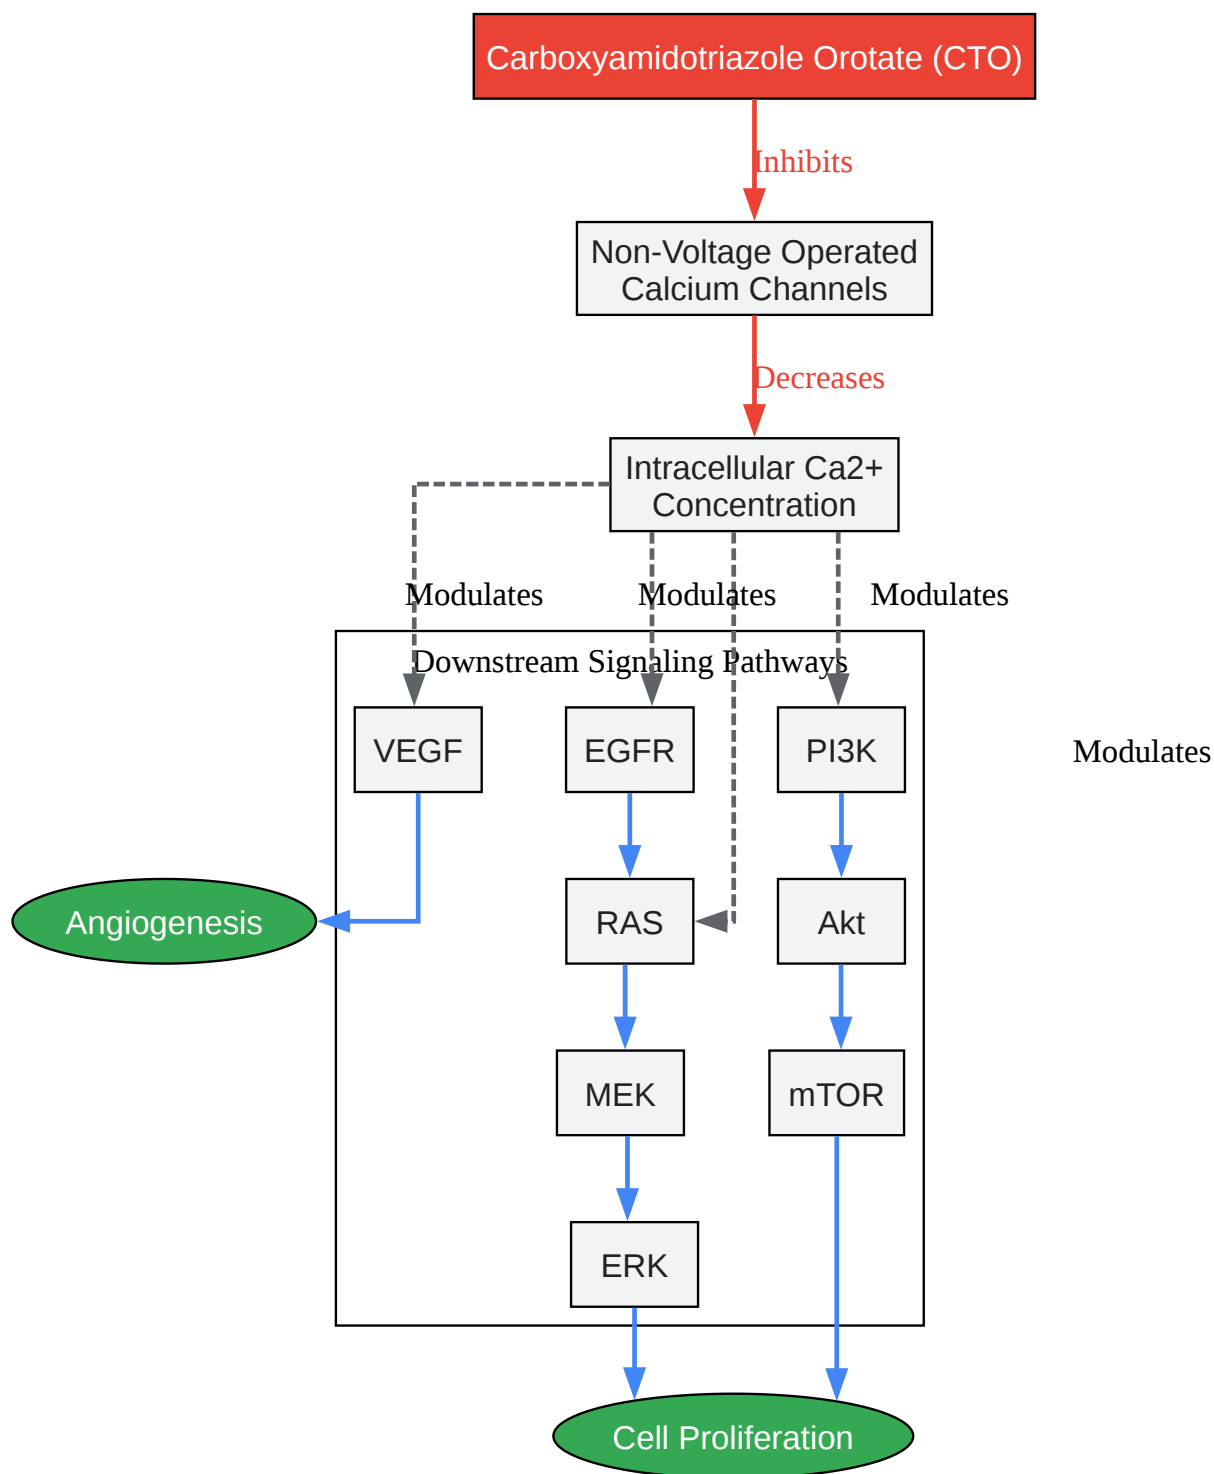 Carboxyamidotriazole Orotate (CTO)
Inhibits
Non-Voltage Operated
Calcium Channels
Decreases
Intracellular Ca2+
Concentration
Modulates
Modulates
Modulates
Downstream Signaling Pathways
VEGF
EGFR
PI3K
Modulates
Angiogenesis
RAS
Akt
MEK
mTOR
ERK
Cell Proliferation